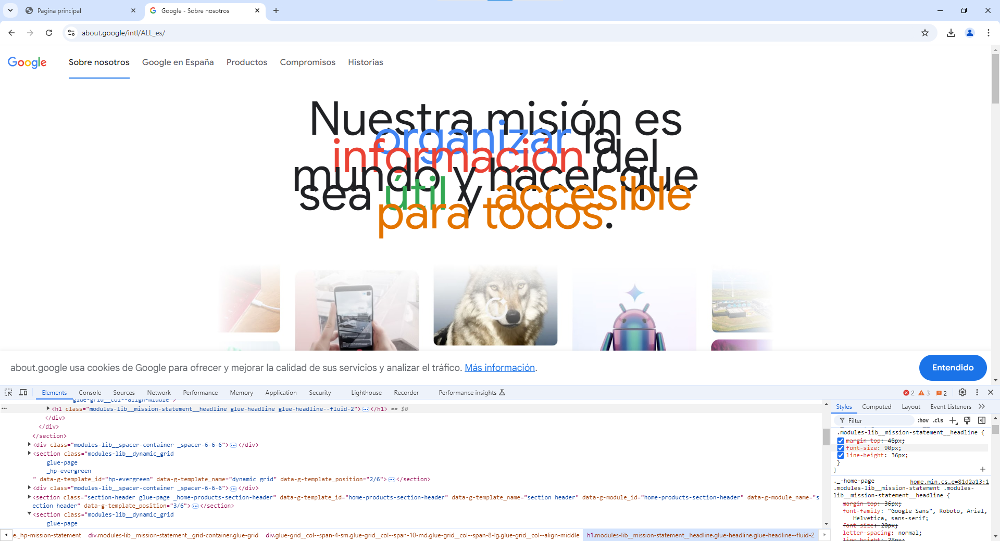 Pagina principal
Google - Sobre nosotros
about.google/intl/ALL_es/
Google
Sobre nosotros
Google en España
Productos
Compromisos
Historias
Nuestra misión es
organizar la
información del
mundo y hacer que
sea útil y accesible
para todos.
about.google usa cookies de Google para ofrecer y mejorar la calidad de sus servicios y analizar el tráfico. Más información.
Entendido
Elements
Console
Sources
Network
Performance
Memory
Application
Security
Lighthouse
Recorder
Performance insights
2
3
2
glue-grid__col--align-middle">
<h1 class="modules-lib__mission-statement__headline glue-headline glue-headline--fluid-2">…</h1> == $0
</div>
</div>
</section>
<div class="modules-lib__spacer-container _spacer-6-6-6">…</div>
<section class="modules-lib__dynamic_grid
glue-page
_hp-evergreen
" data-g-template_id="hp-evergreen" data-g-template_name="dynamic grid" data-g-template_position="2/6">…</section>
<div class="modules-lib__spacer-container _spacer-6-6-6">…</div>
<section class="section-header glue-page _home-products-section-header" data-g-template_id="home-products-section-header" data-g-template_name="section header" data-g-module_id="home-products-section-header" data-g-module_name="s
ection header" data-g-template_position="3/6">…</section>
<section class="modules-lib__dynamic_grid
glue-page
e._hp-mission-statement
div.modules-lib__mission-statement__grid-container.glue-grid
div.glue-grid__col--span-4-sm.glue-grid__col--span-10-md.glue-grid__col--span-8-lg.glue-grid__col--align-middle
h1.modules-lib__mission-statement__headline.glue-headline.glue-headline--fluid-2
Styles
Computed
Layout
Event Listeners
Filter
:hov
.cls
.modules-lib__mission-statement__headline {
margin-top: 48px;
font-size: 90px;
line-height: 36px;
}
}
._-home-page
home.min.cs…e=81d2a13:1
.modules-lib__mission-statement .modules-
lib__mission-statement__headline {
margin-top: 36px;
font-family: "Google Sans", Roboto, Arial,
Helvetica, sans-serif;
font-size: 20px;
letter-spacing: normal;
line-height: 28px;